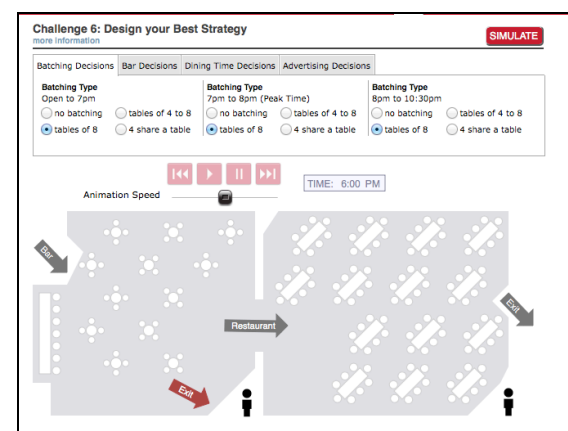 Challenge 6: Design your Best Strategy
more information
SIMULATE
Batching Decisions Bar Decisions Dining Time Decisions Advertising Decisions
Batching Type Batching Type Batching Type
Open to 7pm 7pm to 8pm (Peak Time) 8pm to 10:30pm
no batching tables of 4 to 8 no batching tables of 4 to 8 no batching tables of 4 to 8
tables of 8 4 share a table tables of 8 4 share a table tables of 8 4 share a table
TIME: 6:00 PM
Animation Speed
Bar
Restaurant
Exit
Exit